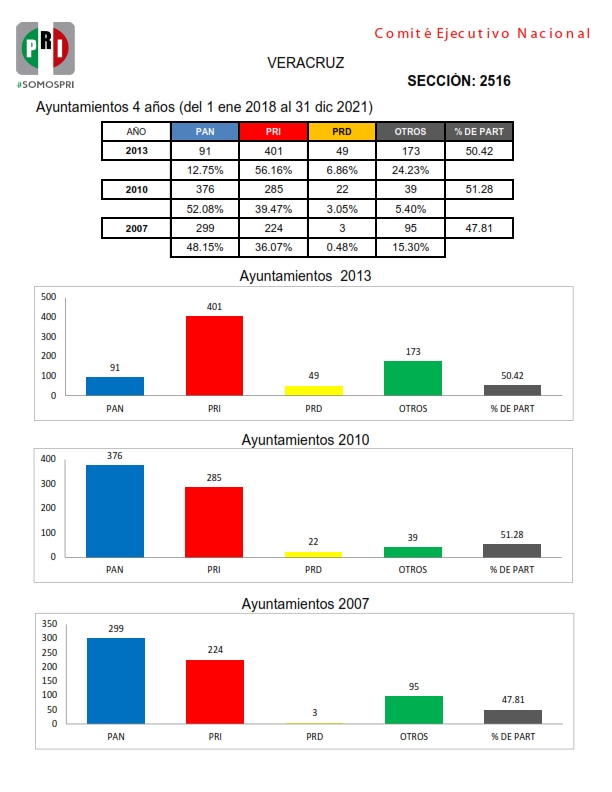 PRI
Comité Ejecutivo Nacional
#SOMOSPRI
VERACRUZ
SECCIÓN: 2516
Ayuntamientos 4 años (del 1 ene 2018 al 31 dic 2021)
AÑO PAN PRI PRD OTROS % DE PART
2013 91 401 49 173 50.42
12.75% 56.16% 6.86% 24.23%
2010 376 285 22 39 51.28
52.08% 39.47% 3.05% 5.40%
2007 299 224 3 95 47.81
48.15% 36.07% 0.48% 15.30%
Ayuntamientos 2013
500
400
300
200
100
0
91 401 49 173 50.42
PAN PRI PRD OTROS % DE PART
Ayuntamientos 2010
400
300
200
100
0
376 285 22 39 51.28
PAN PRI PRD OTROS % DE PART
Ayuntamientos 2007
350
300
250
200
150
100
50
0
299 224 3 95 47.81
PAN PRI PRD OTROS % DE PART